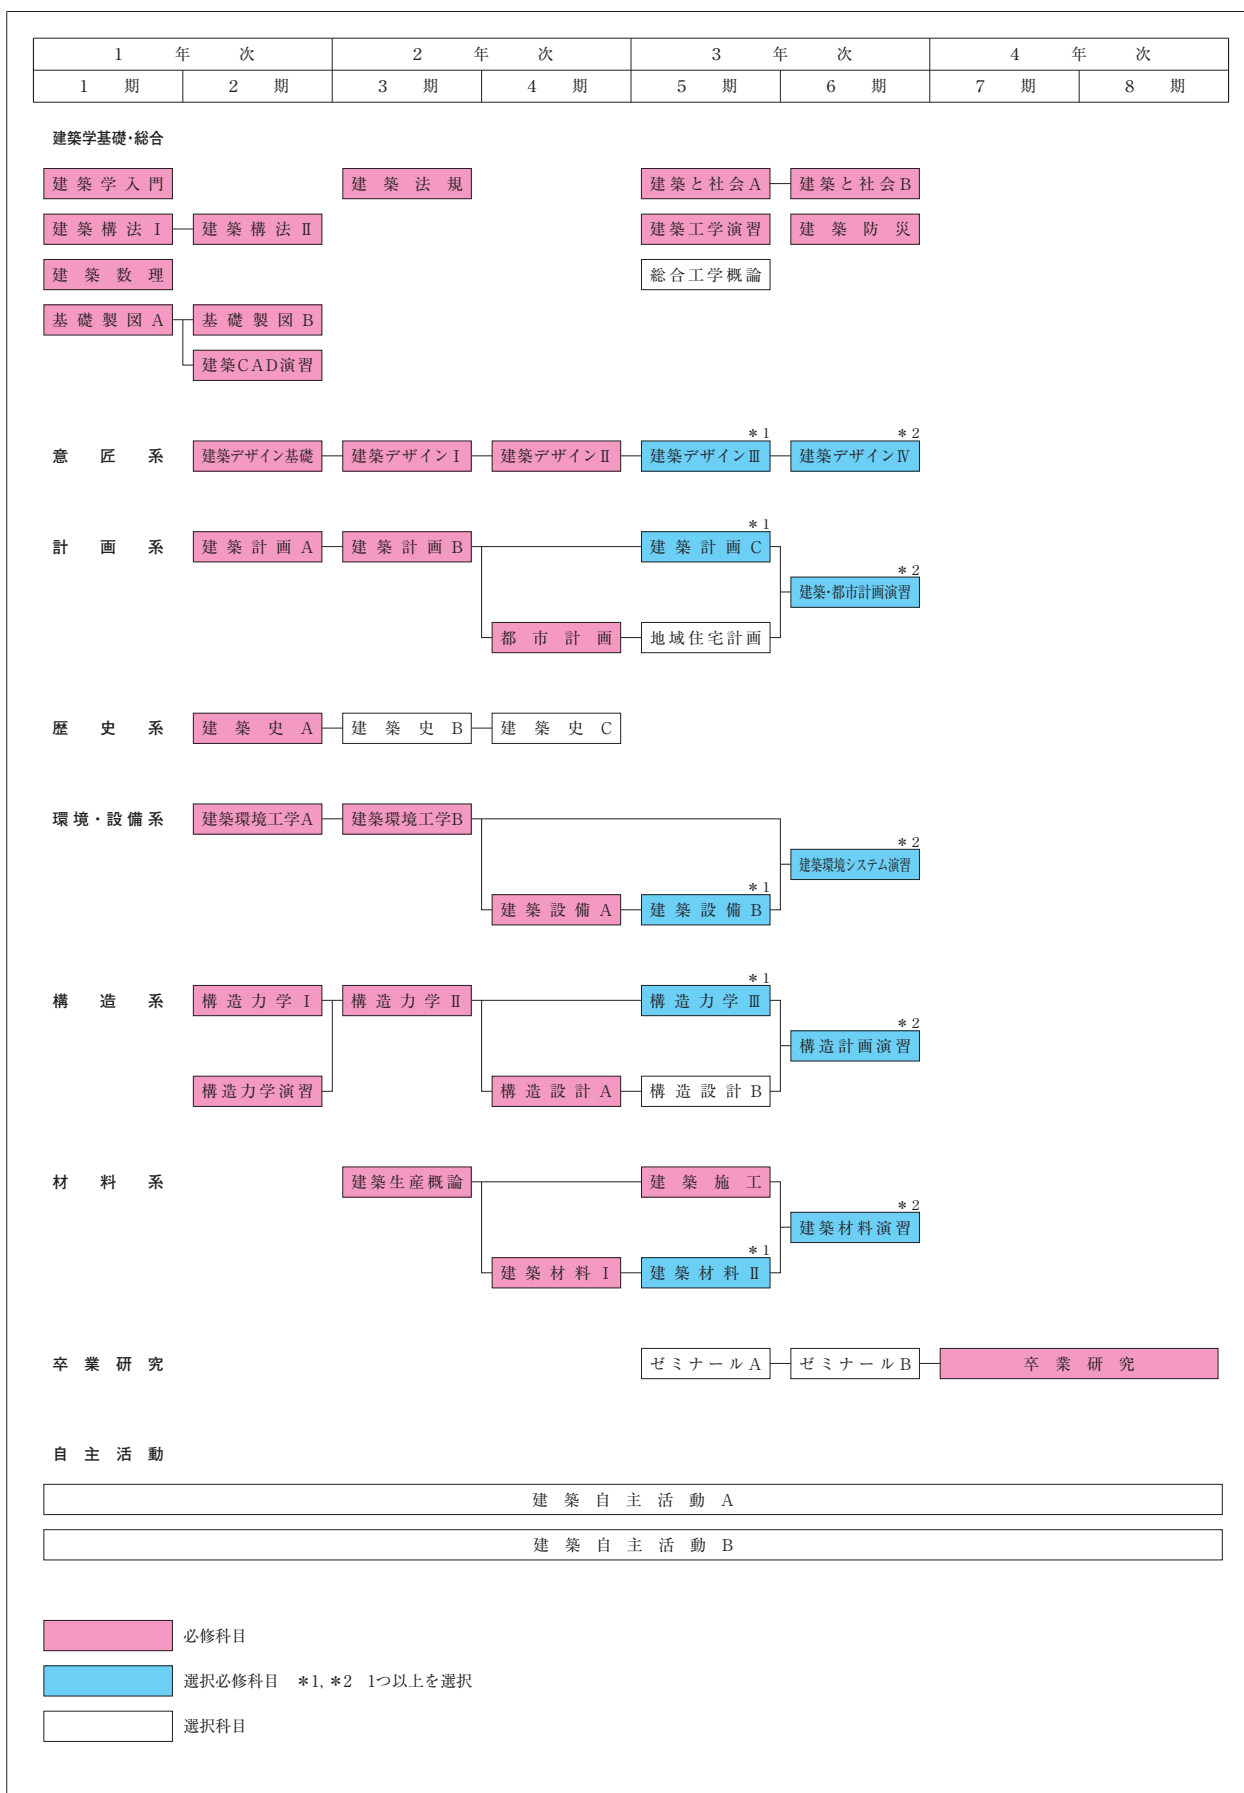 1 年次 2 年次 3 年次 4 年次
1 期 2 期 3 期 4 期 5 期 6 期 7 期 8 期
建築学基礎・総合
建築学入門 建築法規 建築と社会A 建築と社会B
建築構法Ⅰ 建築構法Ⅱ 建築工学演習 建築防災
建築数理 総合工学概論
基礎製図A 基礎製図B
建築CAD演習
＊1 ＊2
意匠系 建築デザイン基礎 建築デザインⅠ 建築デザインⅡ 建築デザインⅢ 建築デザインⅣ
＊1
計画系 建築計画A 建築計画B 建築計画C
＊2
建築・都市計画演習
都市計画 地域住宅計画
歴史系 建築史A 建築史B 建築史C
環境・設備系 建築環境工学A 建築環境工学B
＊2
建築環境システム演習
＊1
建築設備A 建築設備B
＊1
構造系 構造力学Ⅰ 構造力学Ⅱ 構造力学Ⅲ
＊2
構造計画演習
構造力学演習 構造設計A 構造設計B
材料系 建築生産概論 建築施工
＊2
建築材料演習
＊1
建築材料Ⅰ 建築材料Ⅱ
卒業研究 ゼミナールA ゼミナールB 卒業研究
自主活動
建築自主活動A
建築自主活動B
必修科目
選択必修科目 ＊1, ＊2 1つ以上を選択
選択科目